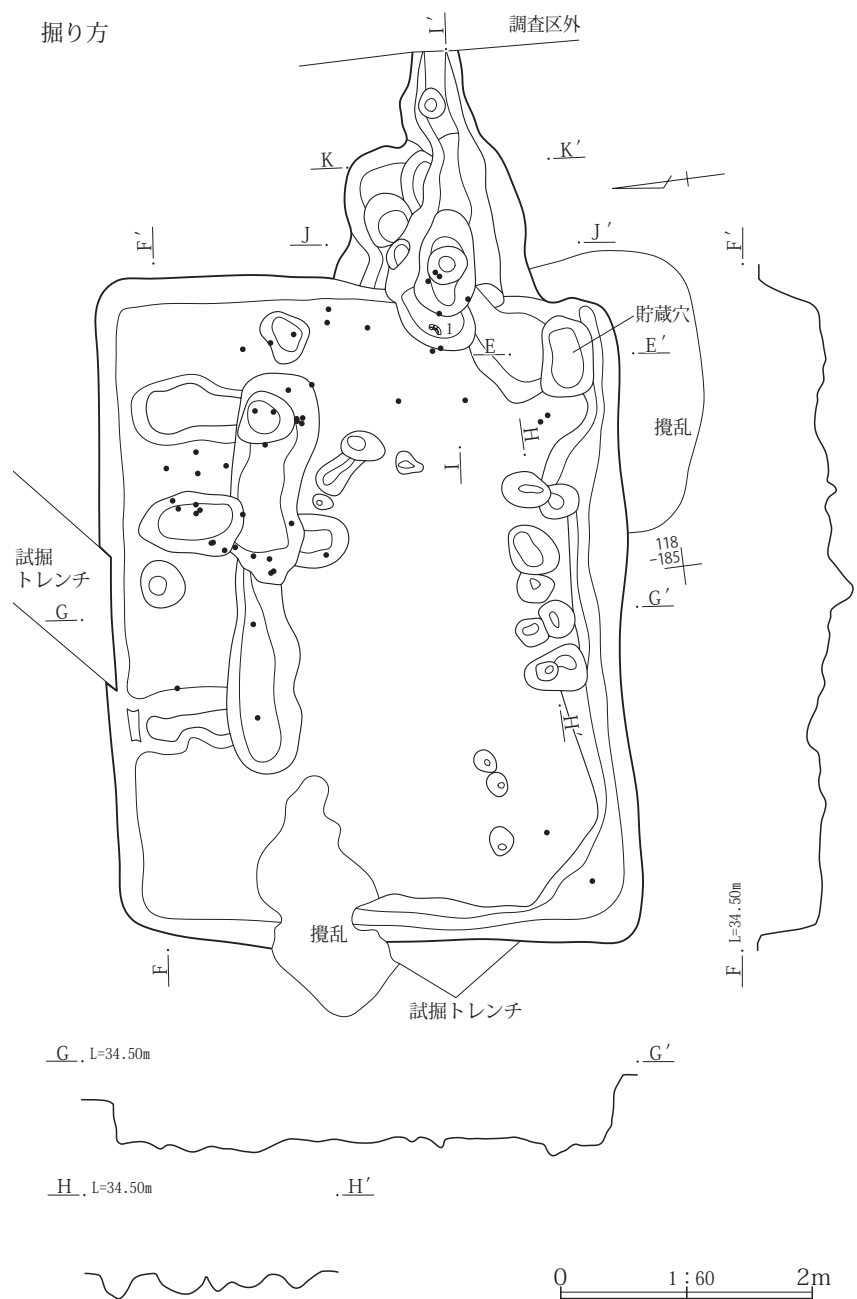 掘り方
I′
調査区外
K
K′
F′
J
J′
F′
貯蔵穴
1
E
E′
H
攪乱
I
118
-185
試掘
トレンチ
G
G′
H′
攪乱
F
F L=34.50m
試掘トレンチ
G L=34.50m
G′
H L=34.50m
H′
0 1：60 2m